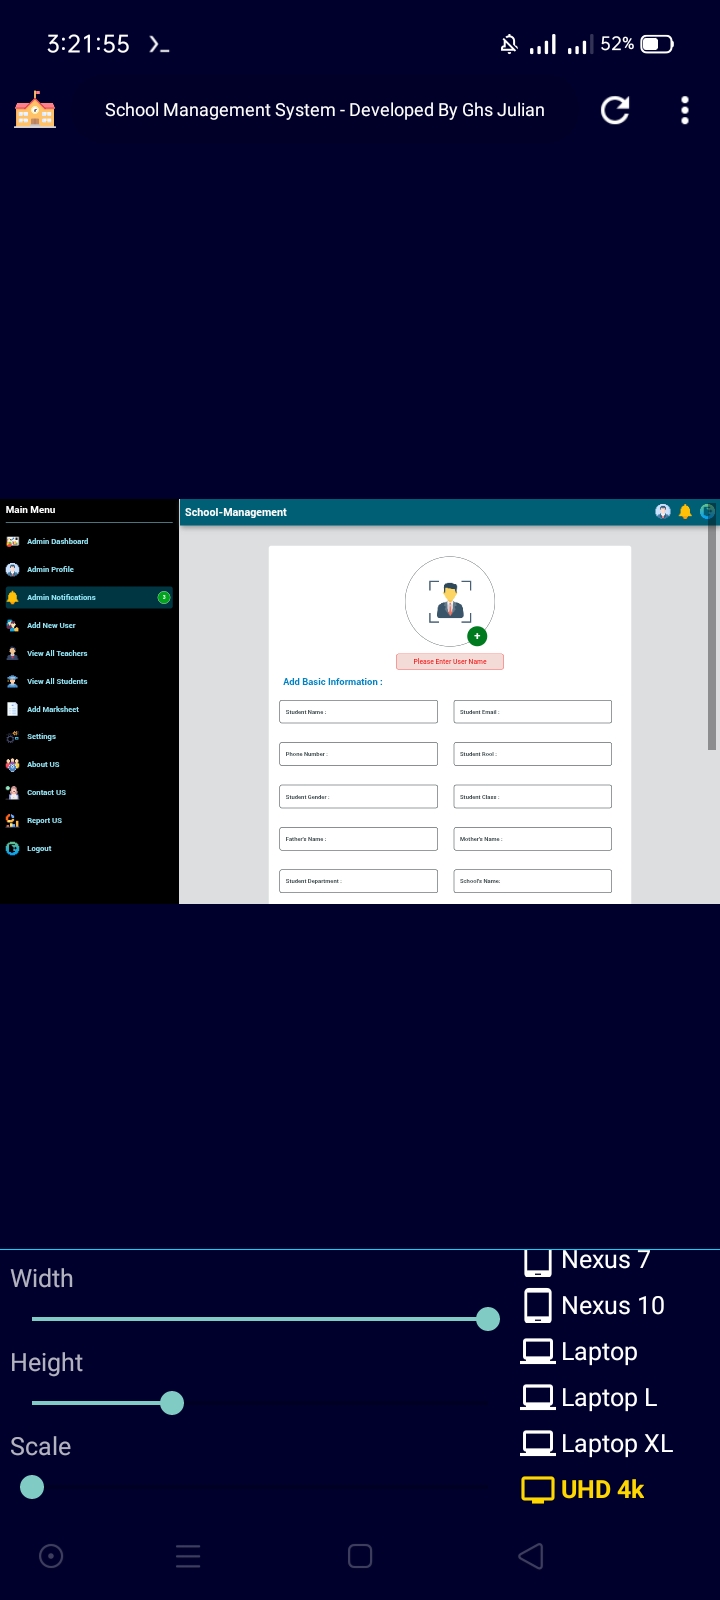 3:21:55
52%
School Management System - Developed By Ghs Julian
Main Menu
School-Management
Admin Dashboard
Admin Profile
Admin Notifications 3
Add New User
View All Teachers
View All Students
Add Marksheet
Settings
About US
Contact US
Report US
Logout
+
Please Enter User Name
Add Basic Information :
Student Name :
Student Email :
Phone Number :
Student Rool :
Student Gender :
Student Class :
Father's Name :
Mother's Name :
Student Department :
School's Name:
Width
Height
Scale
Nexus 7
Nexus 10
Laptop
Laptop L
Laptop XL
UHD 4k